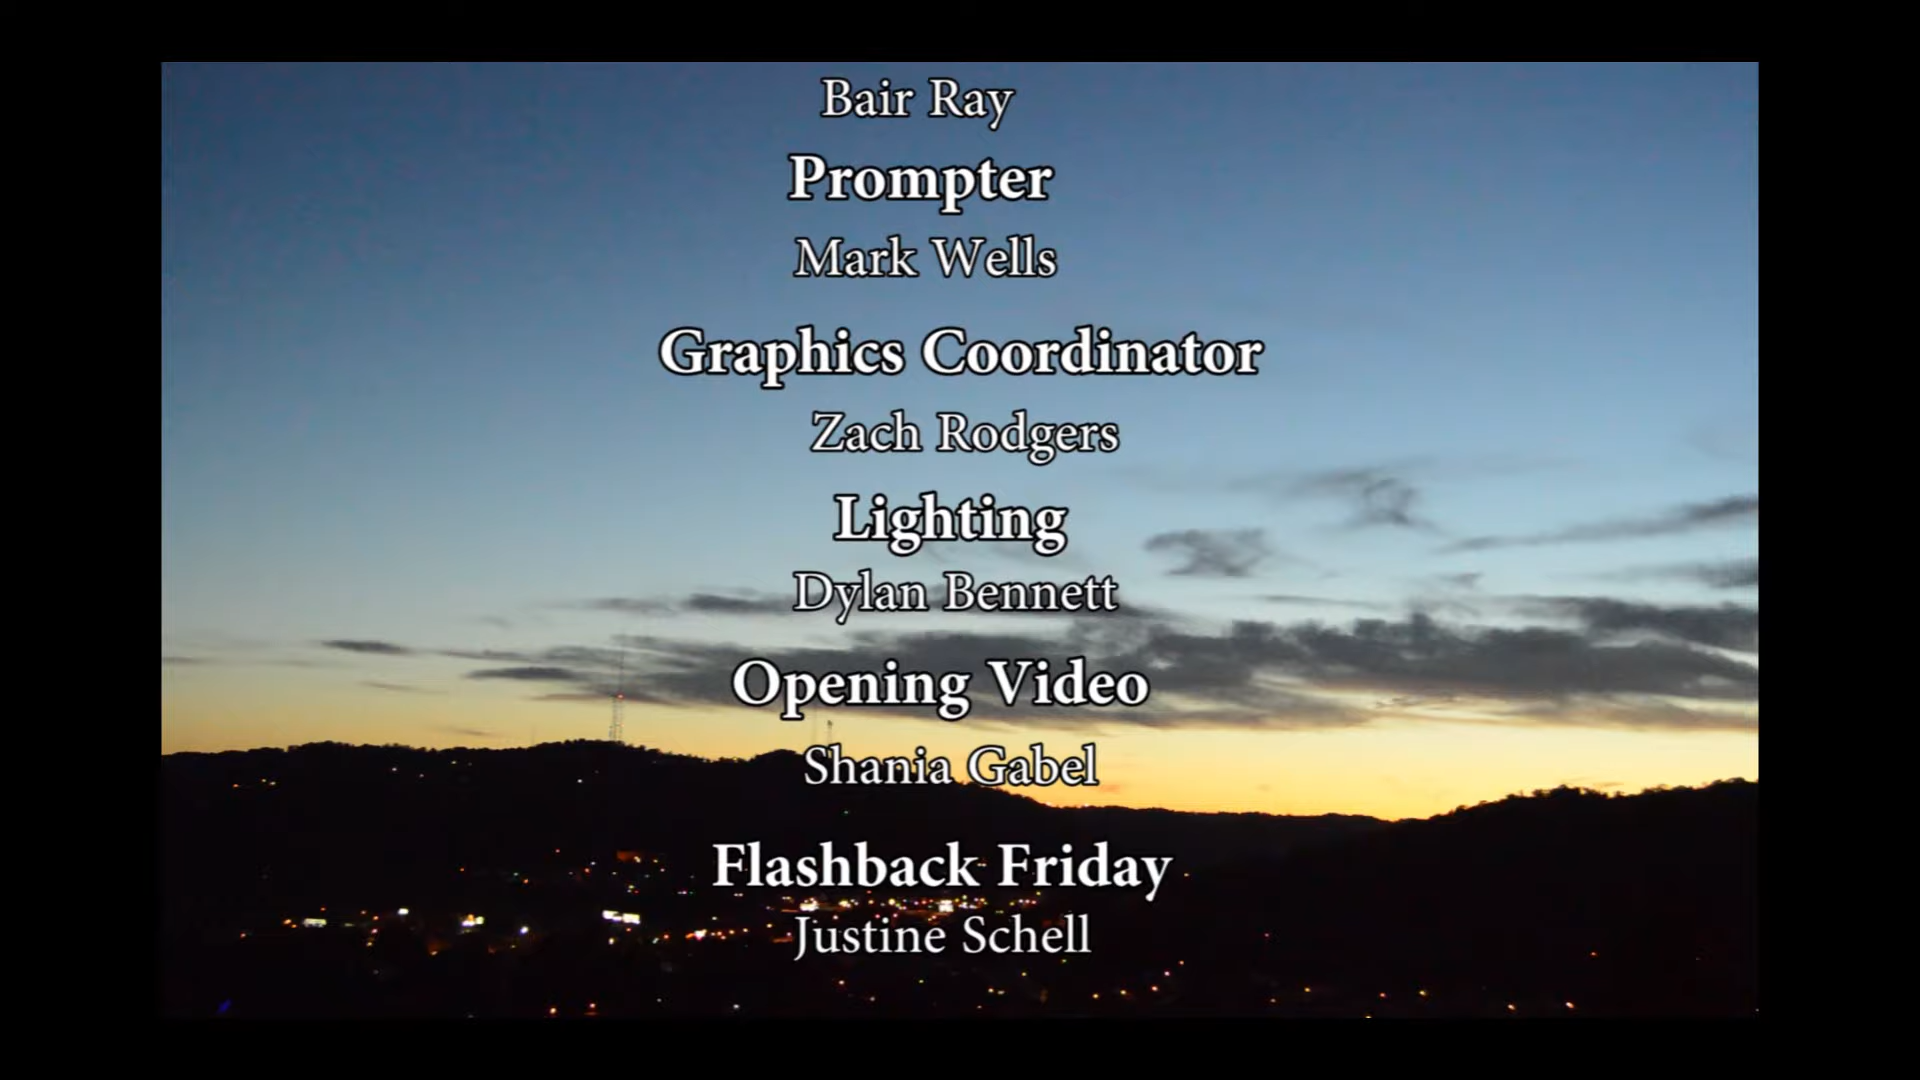 Bair Ray
Prompter
Mark Wells
Graphics Coordinator
Zach Rodgers
Lighting
Dylan Bennett
Opening Video
Shania Gabel
Flashback Friday
Justine Schell